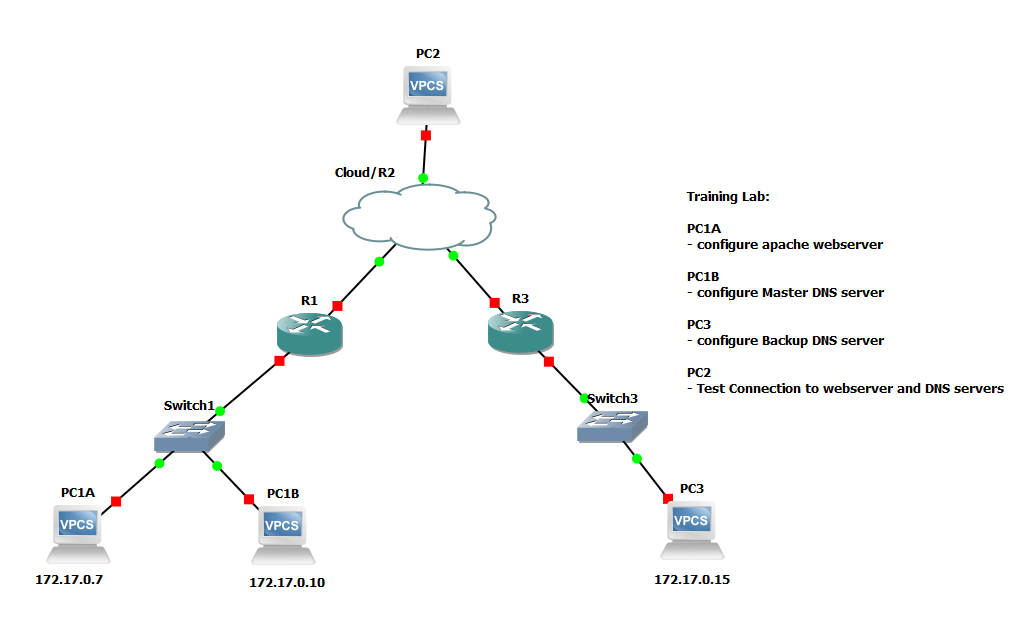 PC2
VPCS
Cloud/R2
Training Lab:
PC1A
- configure apache webserver
PC1B
- configure Master DNS server
R1
R3
PC3
- configure Backup DNS server
PC2
- Test Connection to webserver and DNS servers
Switch1
Switch3
PC1A
PC1B
PC3
VPCS
VPCS
VPCS
172.17.0.7
172.17.0.10
172.17.0.15